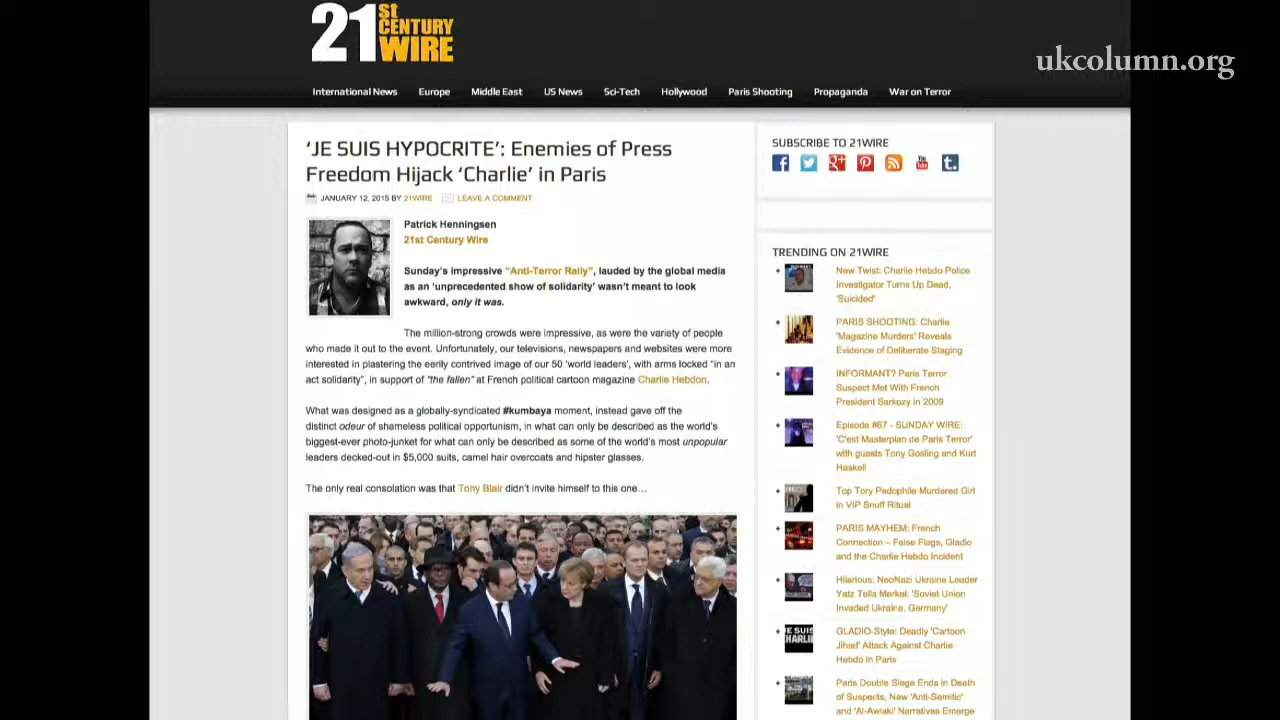 21St
CENTURY
WIRE
ukcolumn.org
International News Europe Middle East US News Sci-Tech Hollywood Paris Shooting Propaganda War on Terror
‘JE SUIS HYPOCRITE’: Enemies of Press
Freedom Hijack ‘Charlie’ in Paris
JANUARY 12, 2015 BY 21WIRE LEAVE A COMMENT
Patrick Henningsen
21st Century Wire
Sunday’s impressive “Anti-Terror Rally”, lauded by the global media
as an ‘unprecedented show of solidarity’ wasn’t meant to look
awkward, only it was.
The million-strong crowds were impressive, as were the variety of people
who made it out to the event. Unfortunately, our televisions, newspapers and websites were more
interested in plastering the eerily contrived image of our 50 ‘world leaders’, with arms locked “in an
act solidarity”, in support of “the fallen” at French political cartoon magazine Charlie Hebdon.
What was designed as a globally-syndicated #kumbaya moment, instead gave off the
distinct odeur of shameless political opportunism, in what can only be described as the world’s
biggest-ever photo-junket for what can only be described as some of the world’s most unpopular
leaders decked-out in $5,000 suits, camel hair overcoats and hipster glasses.
The only real consolation was that Tony Blair didn’t invite himself to this one…
SUBSCRIBE TO 21WIRE
TRENDING ON 21WIRE
New Twist: Charlie Hebdo Police
Investigator Turns Up Dead,
'Suicided'
PARIS SHOOTING: Charlie
'Magazine Murders' Reveals
Evidence of Deliberate Staging
INFORMANT? Paris Terror
Suspect Met With French
President Sarkozy in 2009
Episode #67 - SUNDAY WIRE:
'C'est Masterplan de Paris Terror'
with guests Tony Gosling and Kurt
Haskell
Top Tory Pedophile Murdered Girl
in VIP Snuff Ritual
PARIS MAYHEM: French
Connection – False Flags, Gladio
and the Charlie Hebdo Incident
Hilarious: NeoNazi Ukraine Leader
Yatz Tells Merkel: 'Soviet Union
Invaded Ukraine, Germany'
JE SUIS
CHARLIE
GLADIO-Style: Deadly 'Cartoon
Jihad' Attack Against Charlie
Hebdo in Paris
Paris Double Siege Ends in Death
of Suspects, New 'Anti-Semitic'
and 'Al-Awlaki' Narratives Emerge